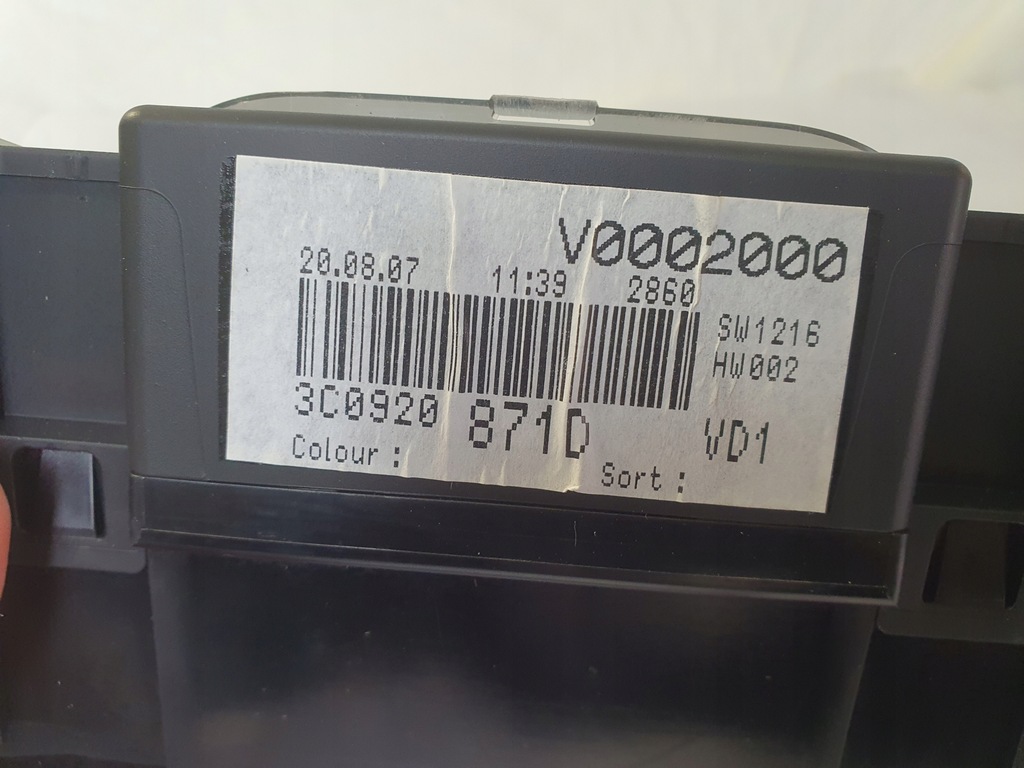 V0002000
20.08.07 11:39 2860
SW1216
HW002
3C0920 871D VD1
Colour :
Sort :